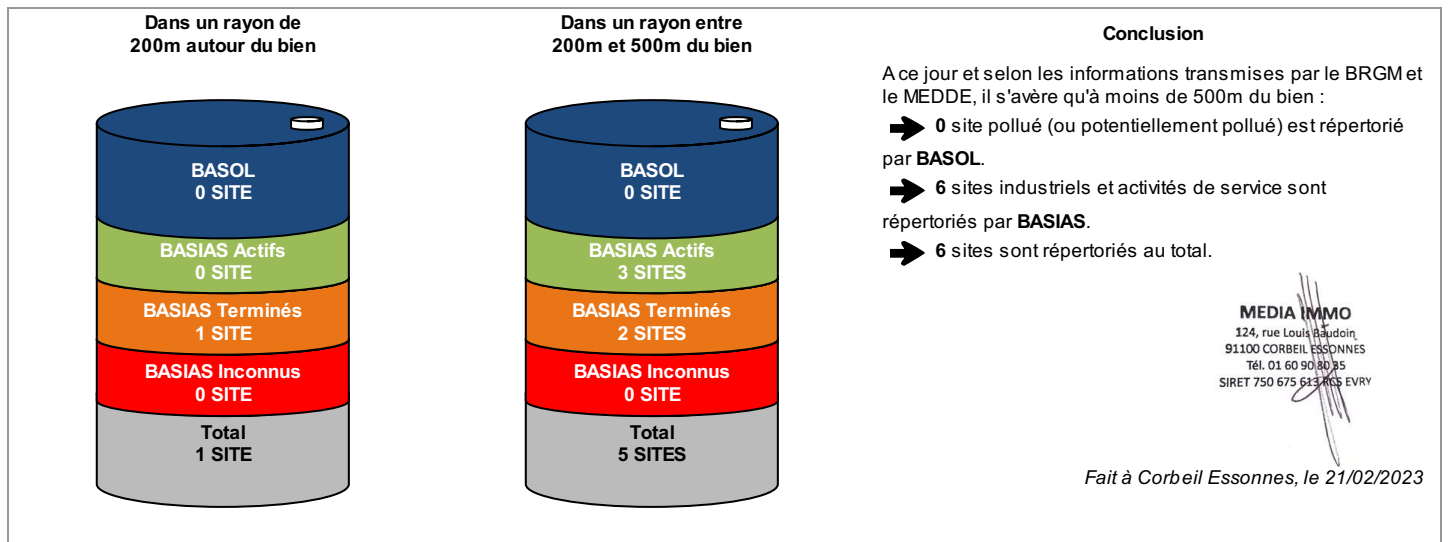 Dans un rayon de
200m autour du bien
BASOL
0 SITE
BASIAS Actifs
0 SITE
BASIAS Terminés
1 SITE
BASIAS Inconnus
0 SITE
Total
1 SITE
Dans un rayon entre
200m et 500m du bien
BASOL
0 SITE
BASIAS Actifs
3 SITES
BASIAS Terminés
2 SITES
BASIAS Inconnus
0 SITE
Total
5 SITES
Conclusion
A ce jour et selon les informations transmises par le BRGM et
le MEDDE, il s'avère qu'à moins de 500m du bien :
0 site pollué (ou potentiellement pollué) est répertorié
par BASOL.
6 sites industriels et activités de service sont
répertoriés par BASIAS.
6 sites sont répertoriés au total.
MEDIA IMMO
124, rue Louis Baudoin
91100 CORBEIL ESSONNES
Tél. 01 60 90 80 85
SIRET 750 675 613 RCS EVRY
Fait à Corbeil Essonnes, le 21/02/2023